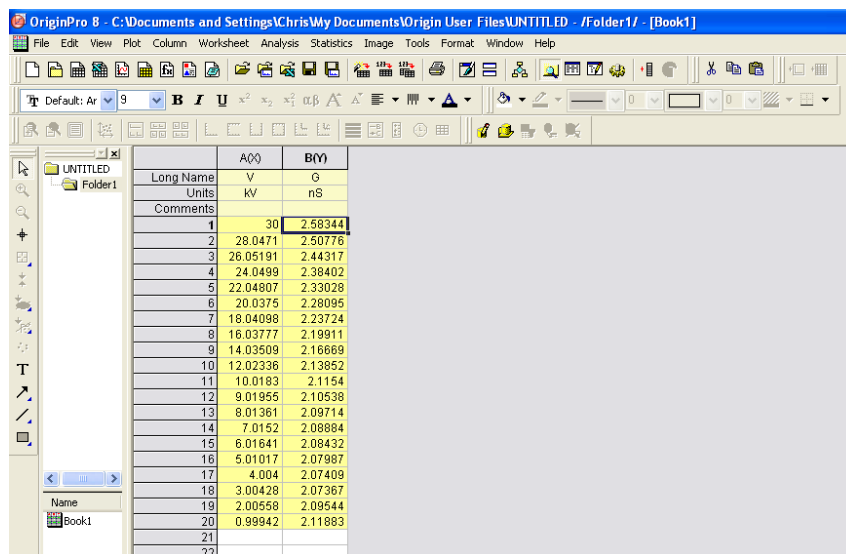 OriginPro 8 - C:\Documents and Settings\Chris\My Documents\Origin User Files\UNTITLED - /Folder1/ - [Book1]
File Edit View Plot Column Worksheet Analysis Statistics Image Tools Format Window Help
Default: Ar 9 B I U x² x₂ αβ A A A 0 0
UNTITLED
Folder1
A(X) B(Y)
Long Name V G
Units kV nS
Comments
1 30 2.58344
2 28.0471 2.50776
3 26.05191 2.44317
4 24.0499 2.38402
5 22.04807 2.33028
6 20.0375 2.28095
7 18.04098 2.23724
8 16.03777 2.19911
9 14.03509 2.16669
10 12.02336 2.13852
11 10.0183 2.1154
12 9.01955 2.10538
13 8.01361 2.09714
14 7.0152 2.08884
15 6.01641 2.08432
16 5.01017 2.07987
17 4.004 2.07409
18 3.00428 2.07367
19 2.00558 2.09544
20 0.99942 2.11883
21
22
T
Name
Book1